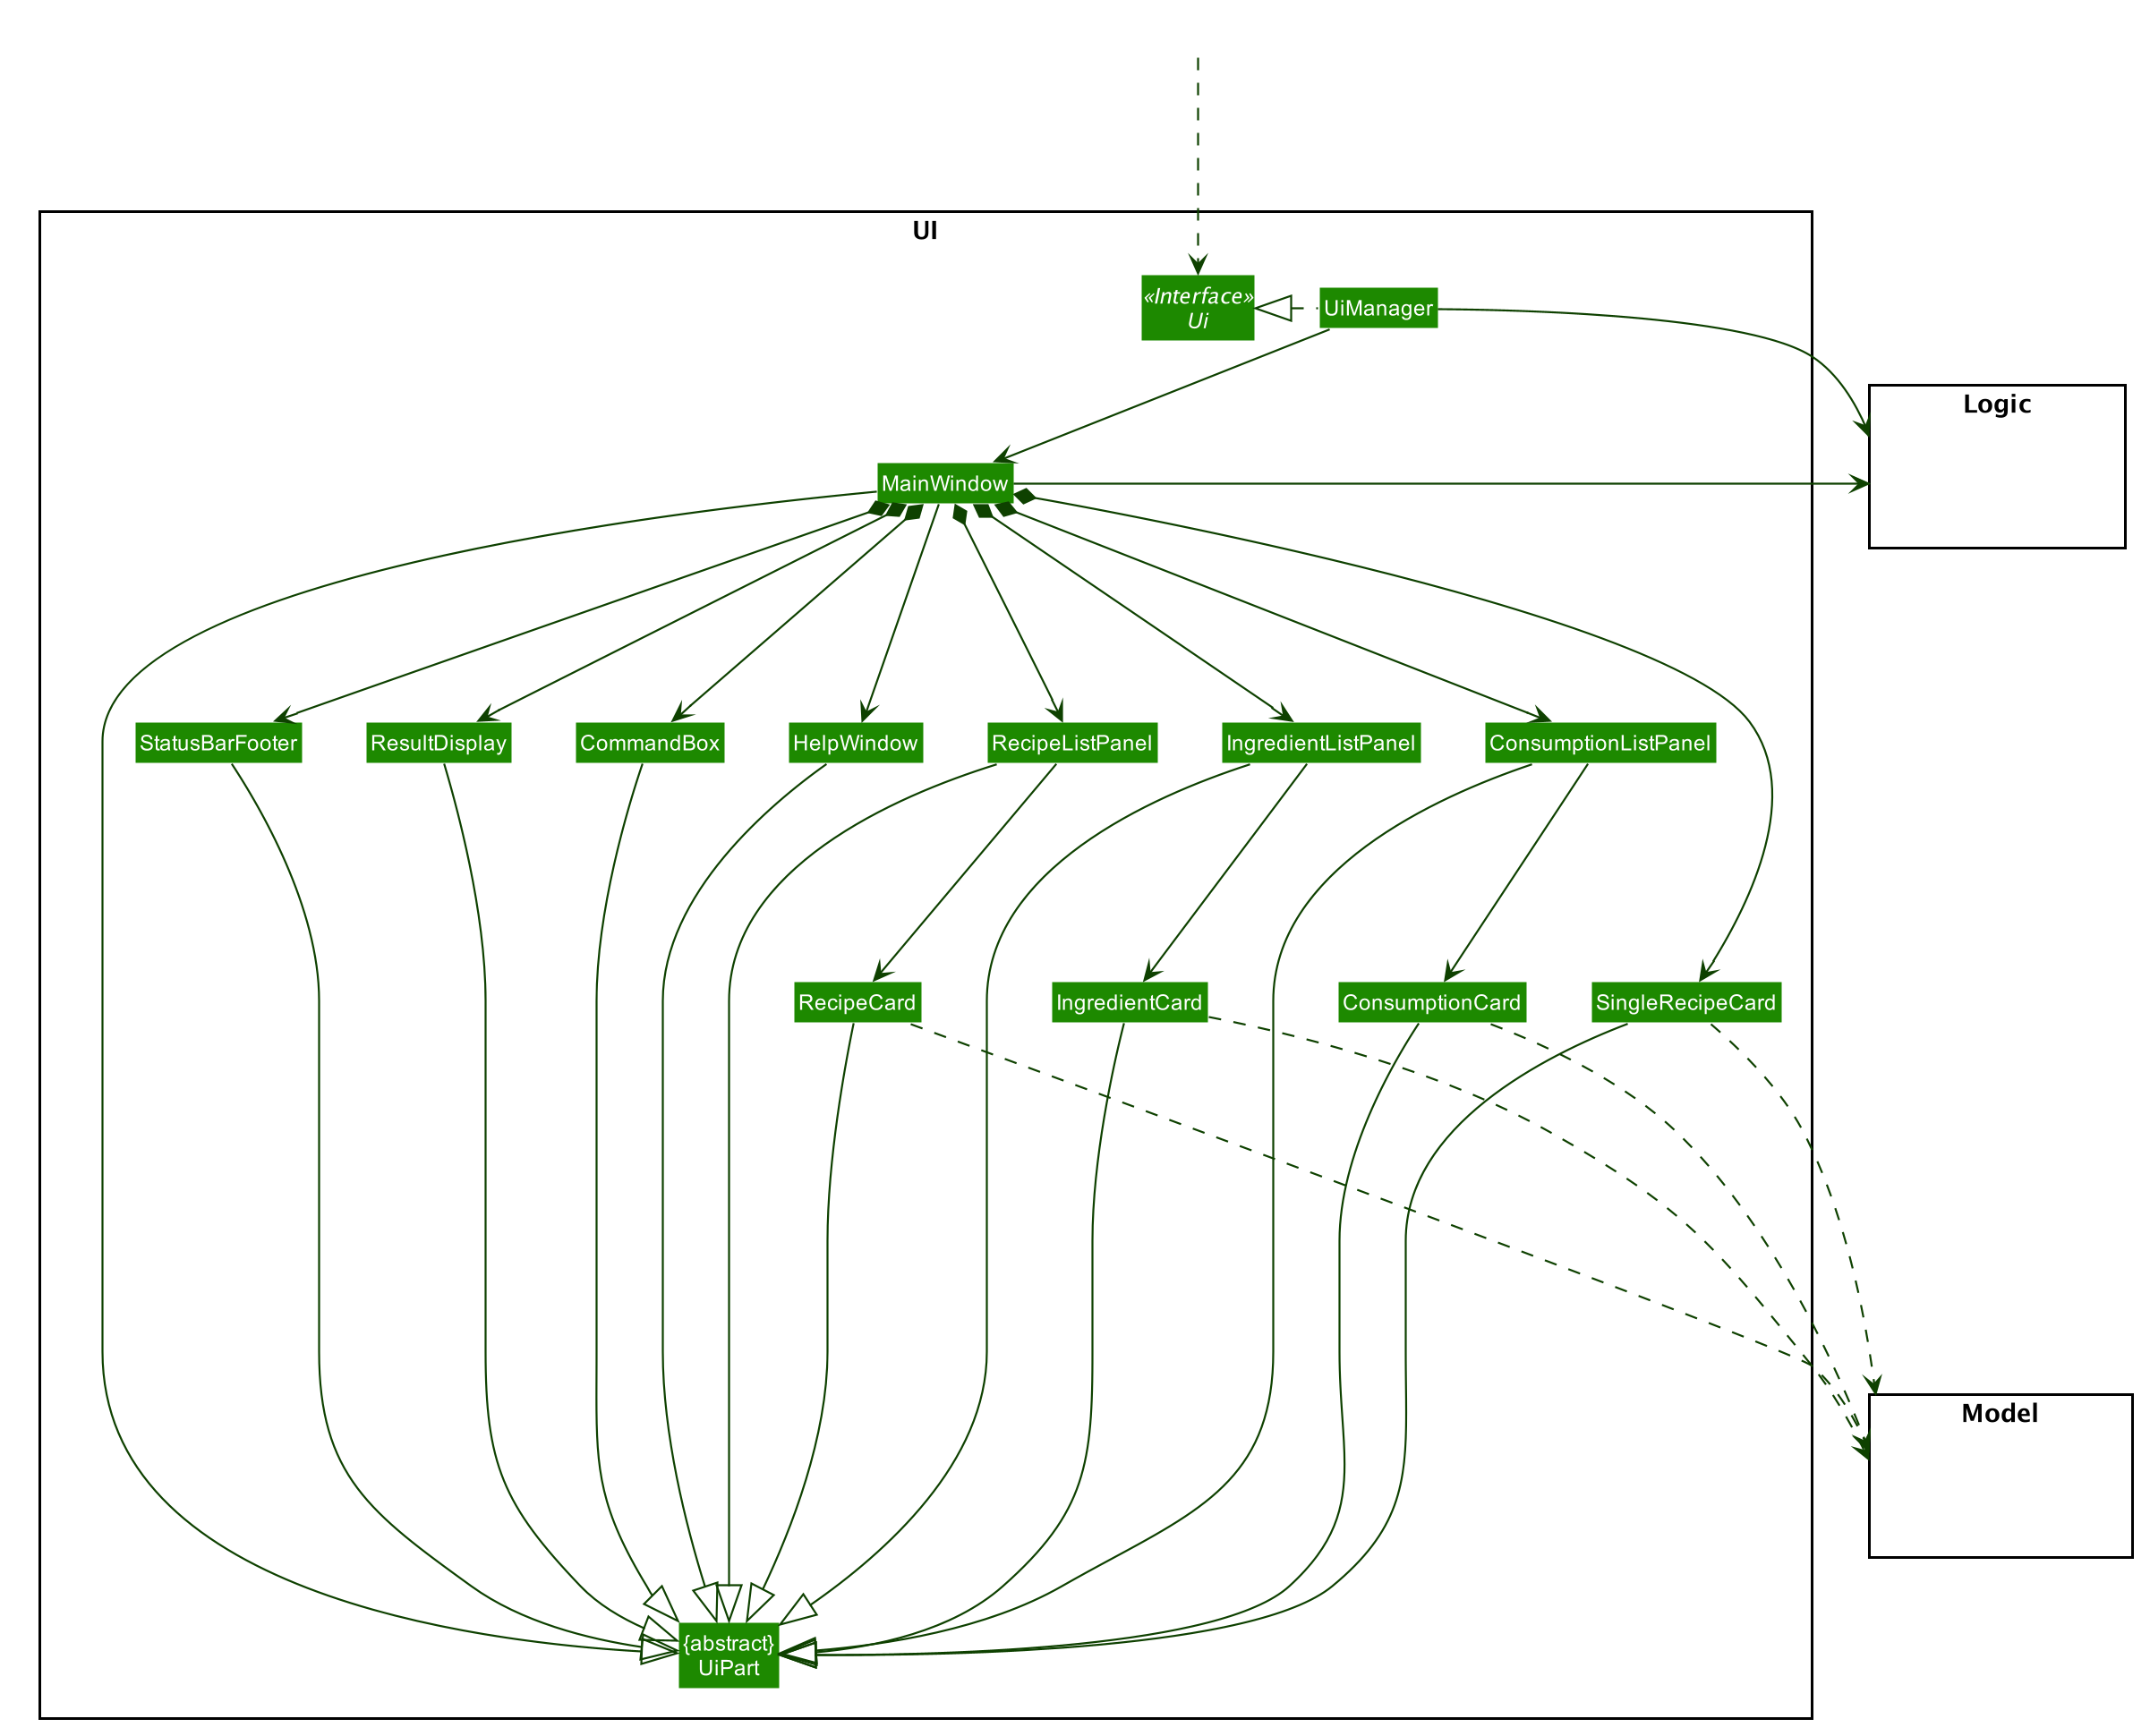 UI
«Interface»
Ui
UiManager
Logic
MainWindow
StatusBarFooter
ResultDisplay
CommandBox
HelpWindow
RecipeListPanel
IngredientListPanel
ConsumptionListPanel
RecipeCard
IngredientCard
ConsumptionCard
SingleRecipeCard
Model
{abstract}
UiPart